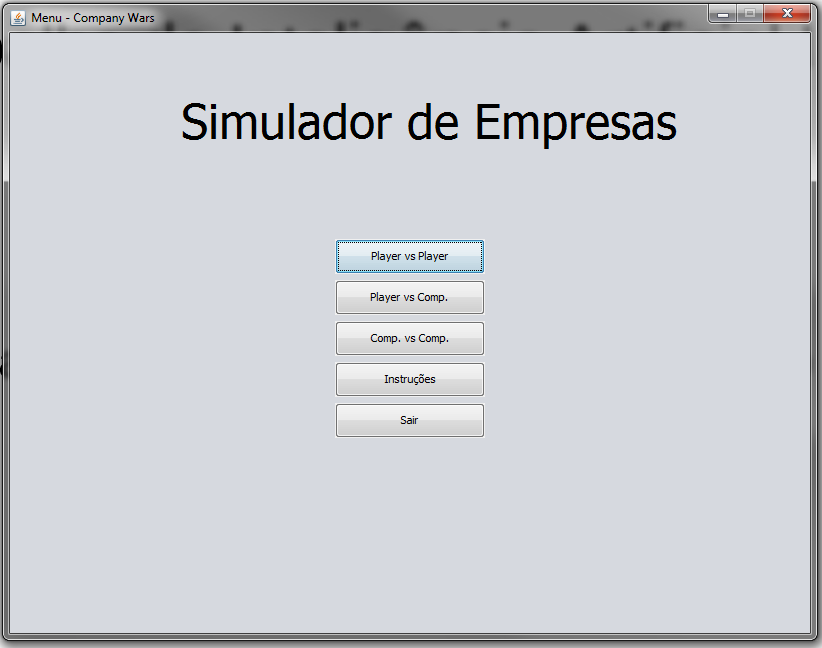 Menu - Company Wars
Simulador de Empresas
Player vs Player
Player vs Comp.
Comp. vs Comp.
Instruções
Sair